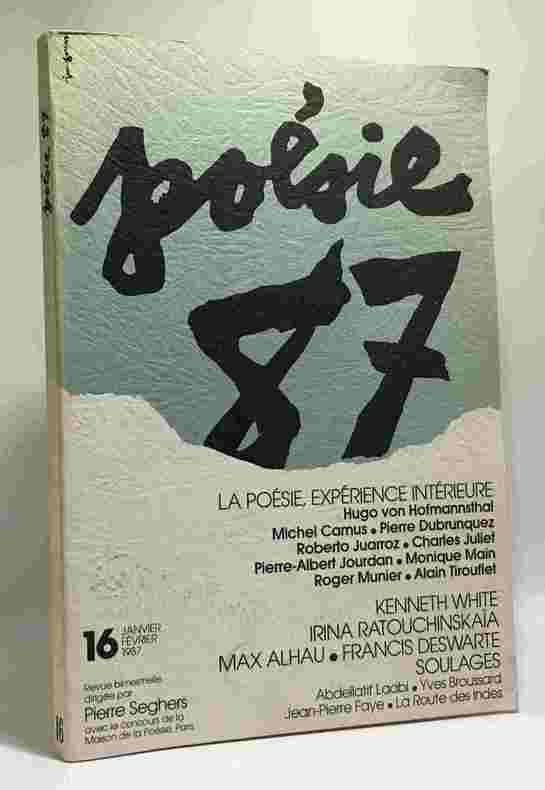 poésie
87
LA POÉSIE, EXPÉRIENCE INTÉRIEURE
Hugo von Hofmannsthal
Michel Camus • Pierre Dubrunquez
Roberto Juarroz • Charles Juliet
Pierre-Albert Jourdan • Monique Main
Roger Munier • Alain Tirouflet
KENNETH WHITE
IRINA RATOUCHINSKAÏA
MAX ALHAU • FRANCIS DESWARTE
SOULAGES
Abdellatif Laabi • Yves Broussard
Jean-Pierre Faye • La Route des Indes
16 JANVIER
FÉVRIER
1987
Revue bimestrielle
dirigée par
Pierre Seghers
avec le concours de la
Maison de la Poésie, Paris
poésie 87
16